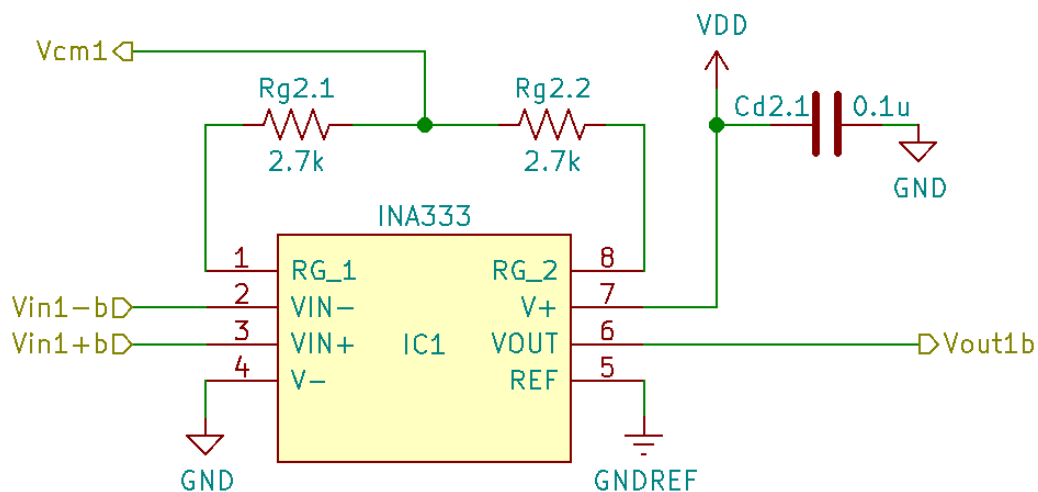 VDD
Vcm1
Rg2.1
Rg2.2
Cd2.1
0.1u
2.7k
2.7k
GND
INA333
1
RG_1
RG_2
8
Vin1-b
2
VIN-
V+
7
Vin1+b
3
VIN+
IC1
VOUT
6
Vout1b
4
V-
REF
5
GND
GNDREF